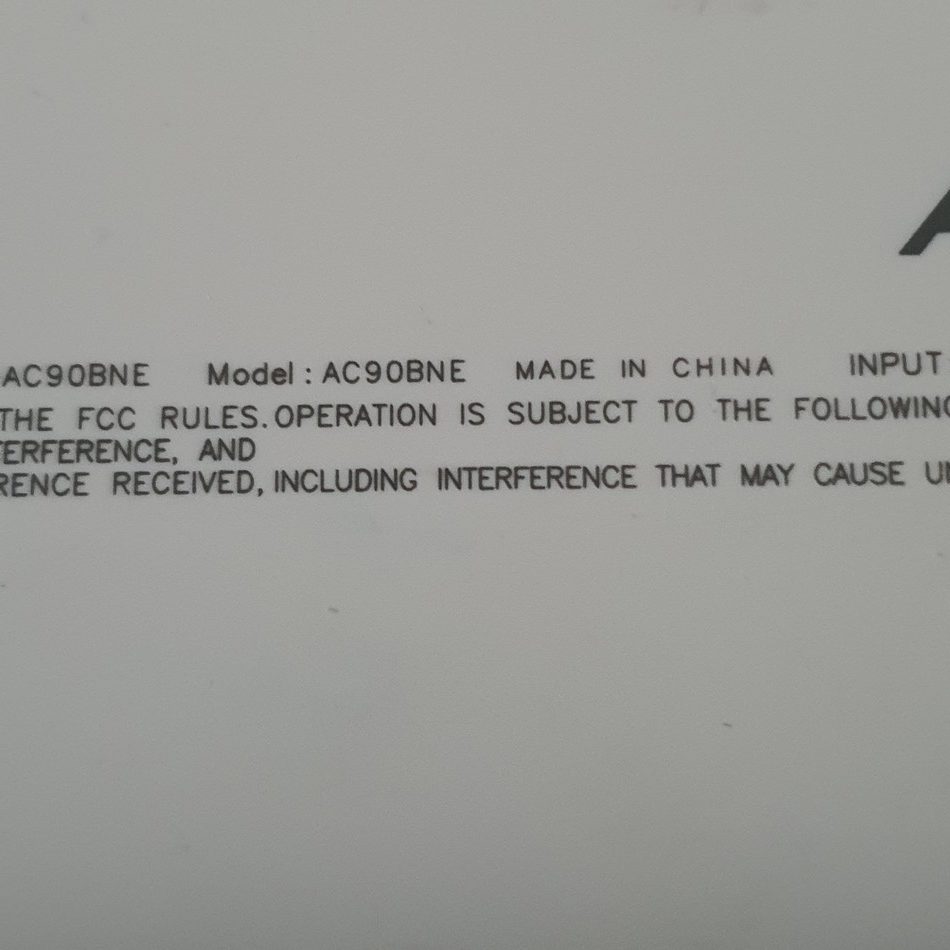 A
AC90BNE Model : AC90BNE MADE IN CHINA INPUT
THE FCC RULES. OPERATION IS SUBJECT TO THE FOLLOWING
ERFERENCE, AND
RENCE RECEIVED, INCLUDING INTERFERENCE THAT MAY CAUSE UN